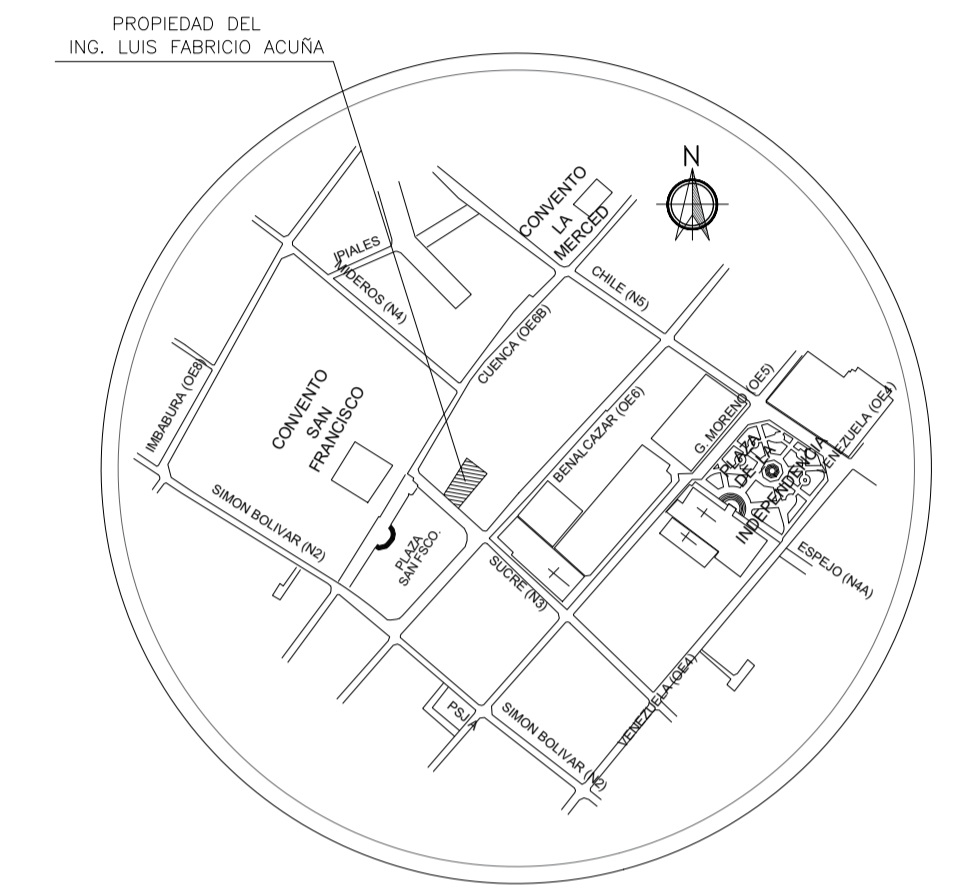 PROPIEDAD DEL
ING. LUIS FABRICIO ACUÑA
N
CONVENTO
LA
MERCED
IPIALES
MIDEROS (N4)
CHILE (N5)
CUENCA (OE6B)
IMBABURA (OE8)
CONVENTO
SAN
FRANCISCO
BENALCAZAR (OE6)
G. MORENO (OE5)
VENEZUELA (OE4)
PLAZA
DE LA
INDEPENDENCIA
SIMON BOLIVAR (N2)
PLAZA
SAN FSCO.
SUCRE (N3)
ESPEJO (N4A)
VENEZUELA (OE4)
PSJ A
SIMON BOLIVAR (N2)